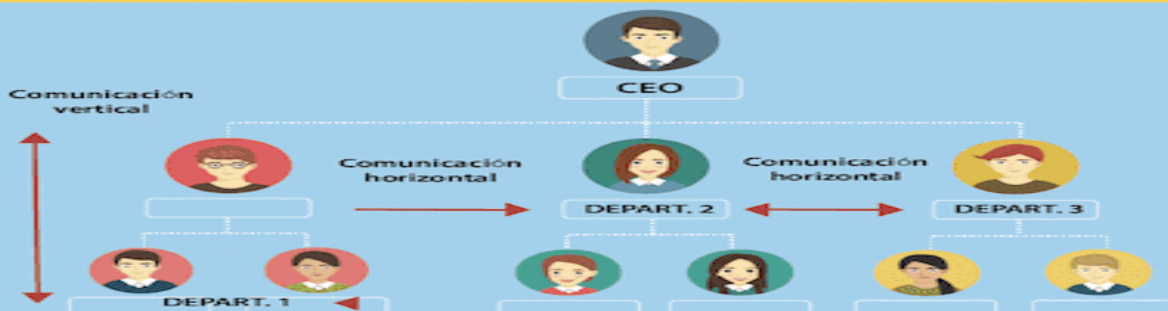 CEO
Comunicación
vertical
Comunicación
horizontal
Comunicación
horizontal
DEPART. 2
DEPART. 3
DEPART. 1